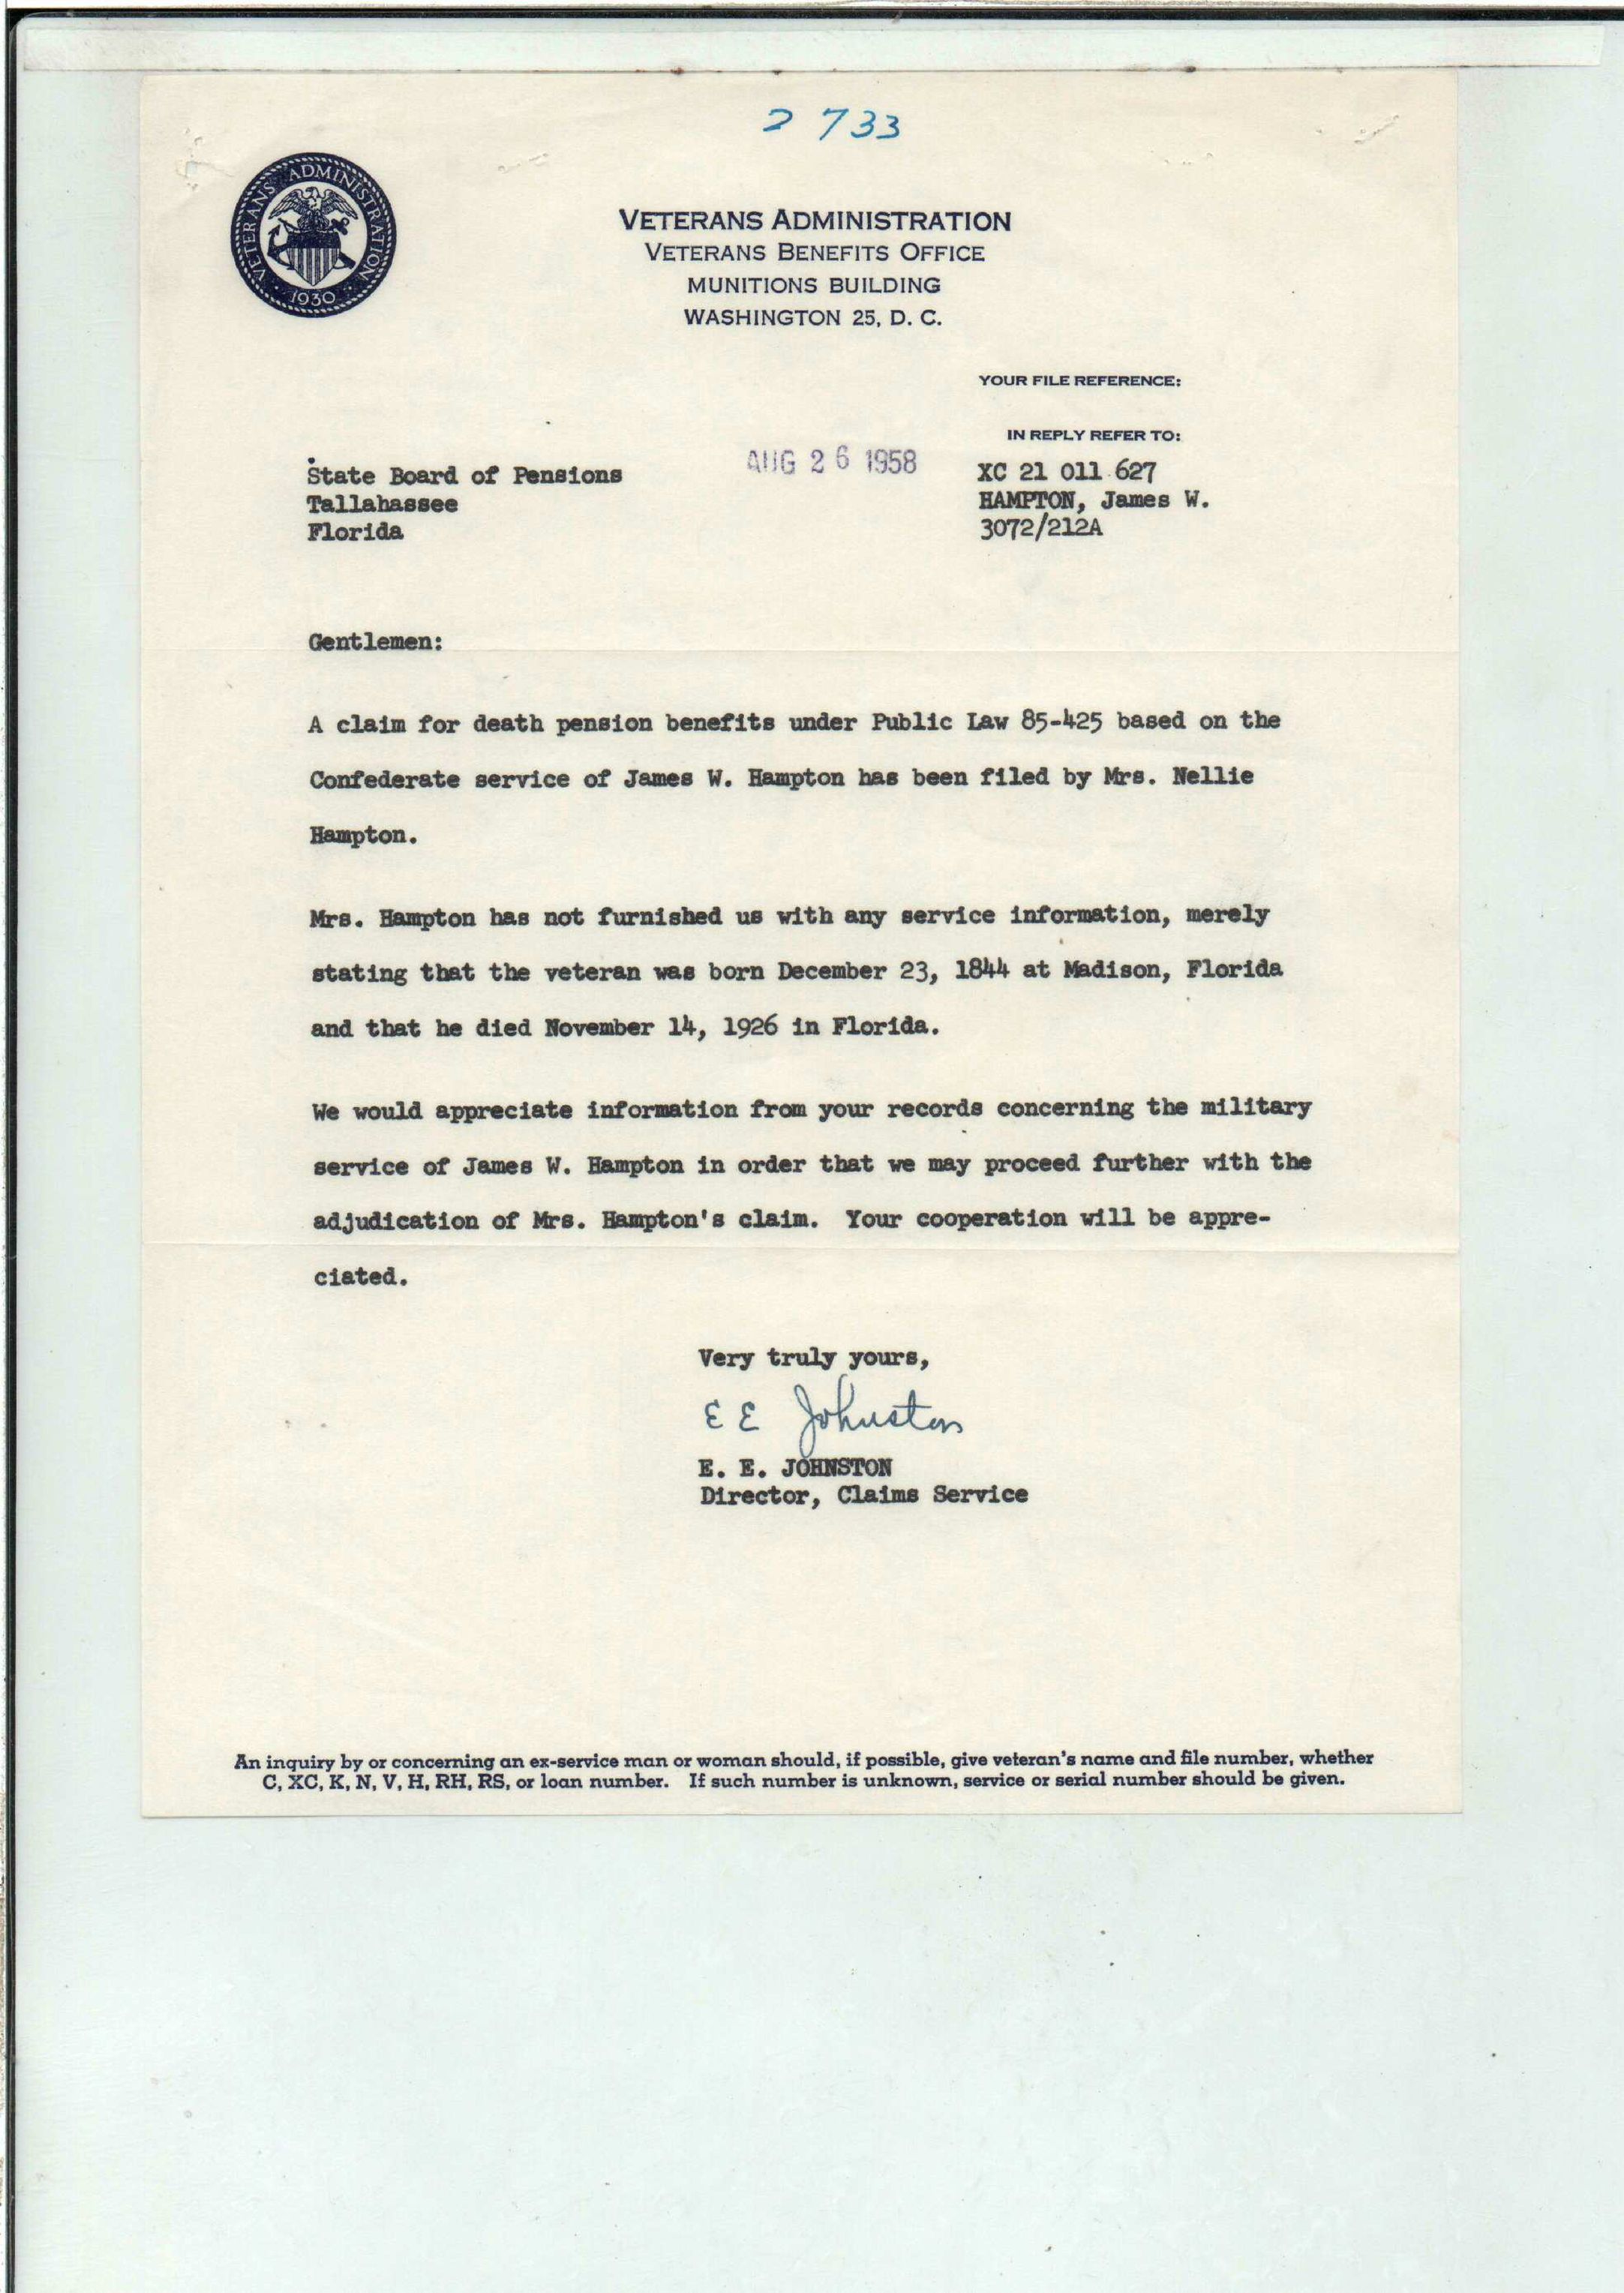 2 733
VETERANS ADMINISTRATION
1930
VETERANS ADMINISTRATION
VETERANS BENEFITS OFFICE
MUNITIONS BUILDING
WASHINGTON 25, D. C.
YOUR FILE REFERENCE:
IN REPLY REFER TO:
State Board of Pensions
Tallahassee
Florida
AUG 26 1958
XC 21 011 627
HAMPTON, James W.
3072/212A
Gentlemen:
A claim for death pension benefits under Public Law 85-425 based on the
Confederate service of James W. Hampton has been filed by Mrs. Nellie
Hampton.
Mrs. Hampton has not furnished us with any service information, merely
stating that the veteran was born December 23, 1844 at Madison, Florida
and that he died November 14, 1926 in Florida.
We would appreciate information from your records concerning the military
service of James W. Hampton in order that we may proceed further with the
adjudication of Mrs. Hampton's claim. Your cooperation will be appre-
ciated.
Very truly yours,
E E Johnston
E. E. JOHNSTON
Director, Claims Service
An inquiry by or concerning an ex-service man or woman should, if possible, give veteran's name and file number, whether
C, XC, K, N, V, H, RH, RS, or loan number. If such number is unknown, service or serial number should be given.